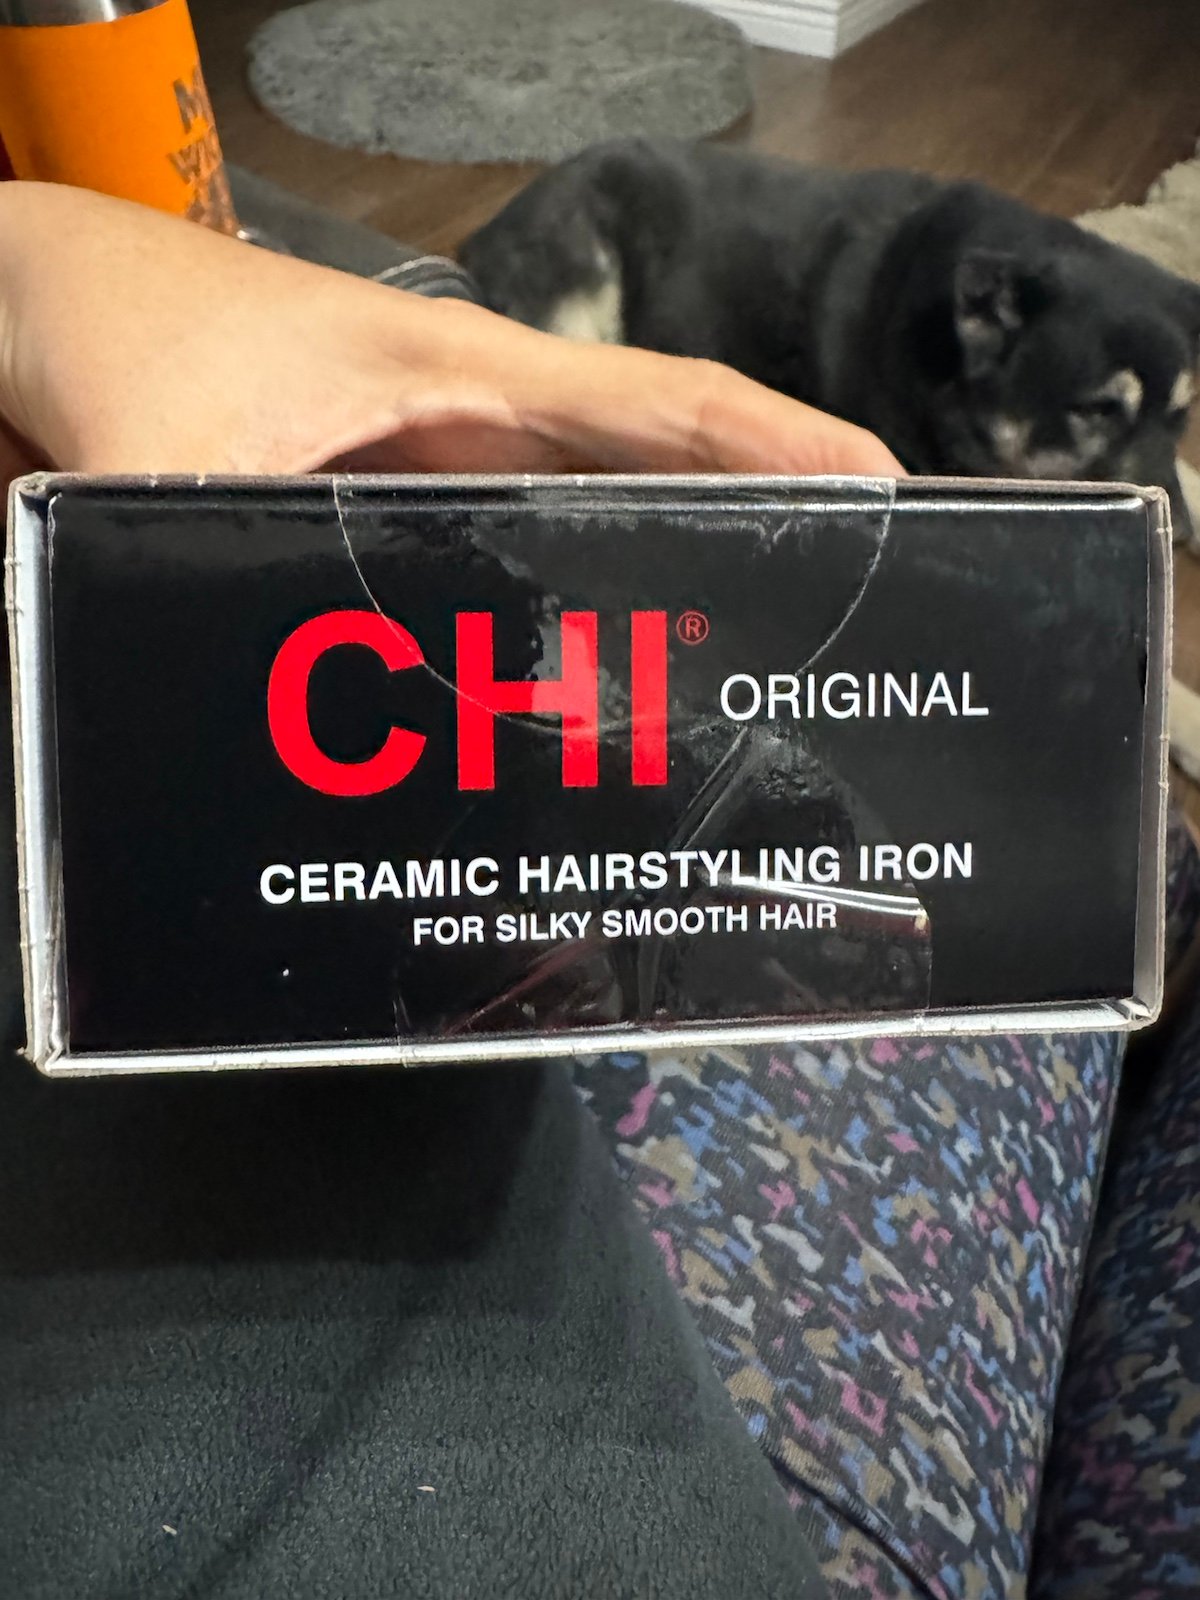 CHI® ORIGINAL
CERAMIC HAIRSTYLING IRON
FOR SILKY SMOOTH HAIR